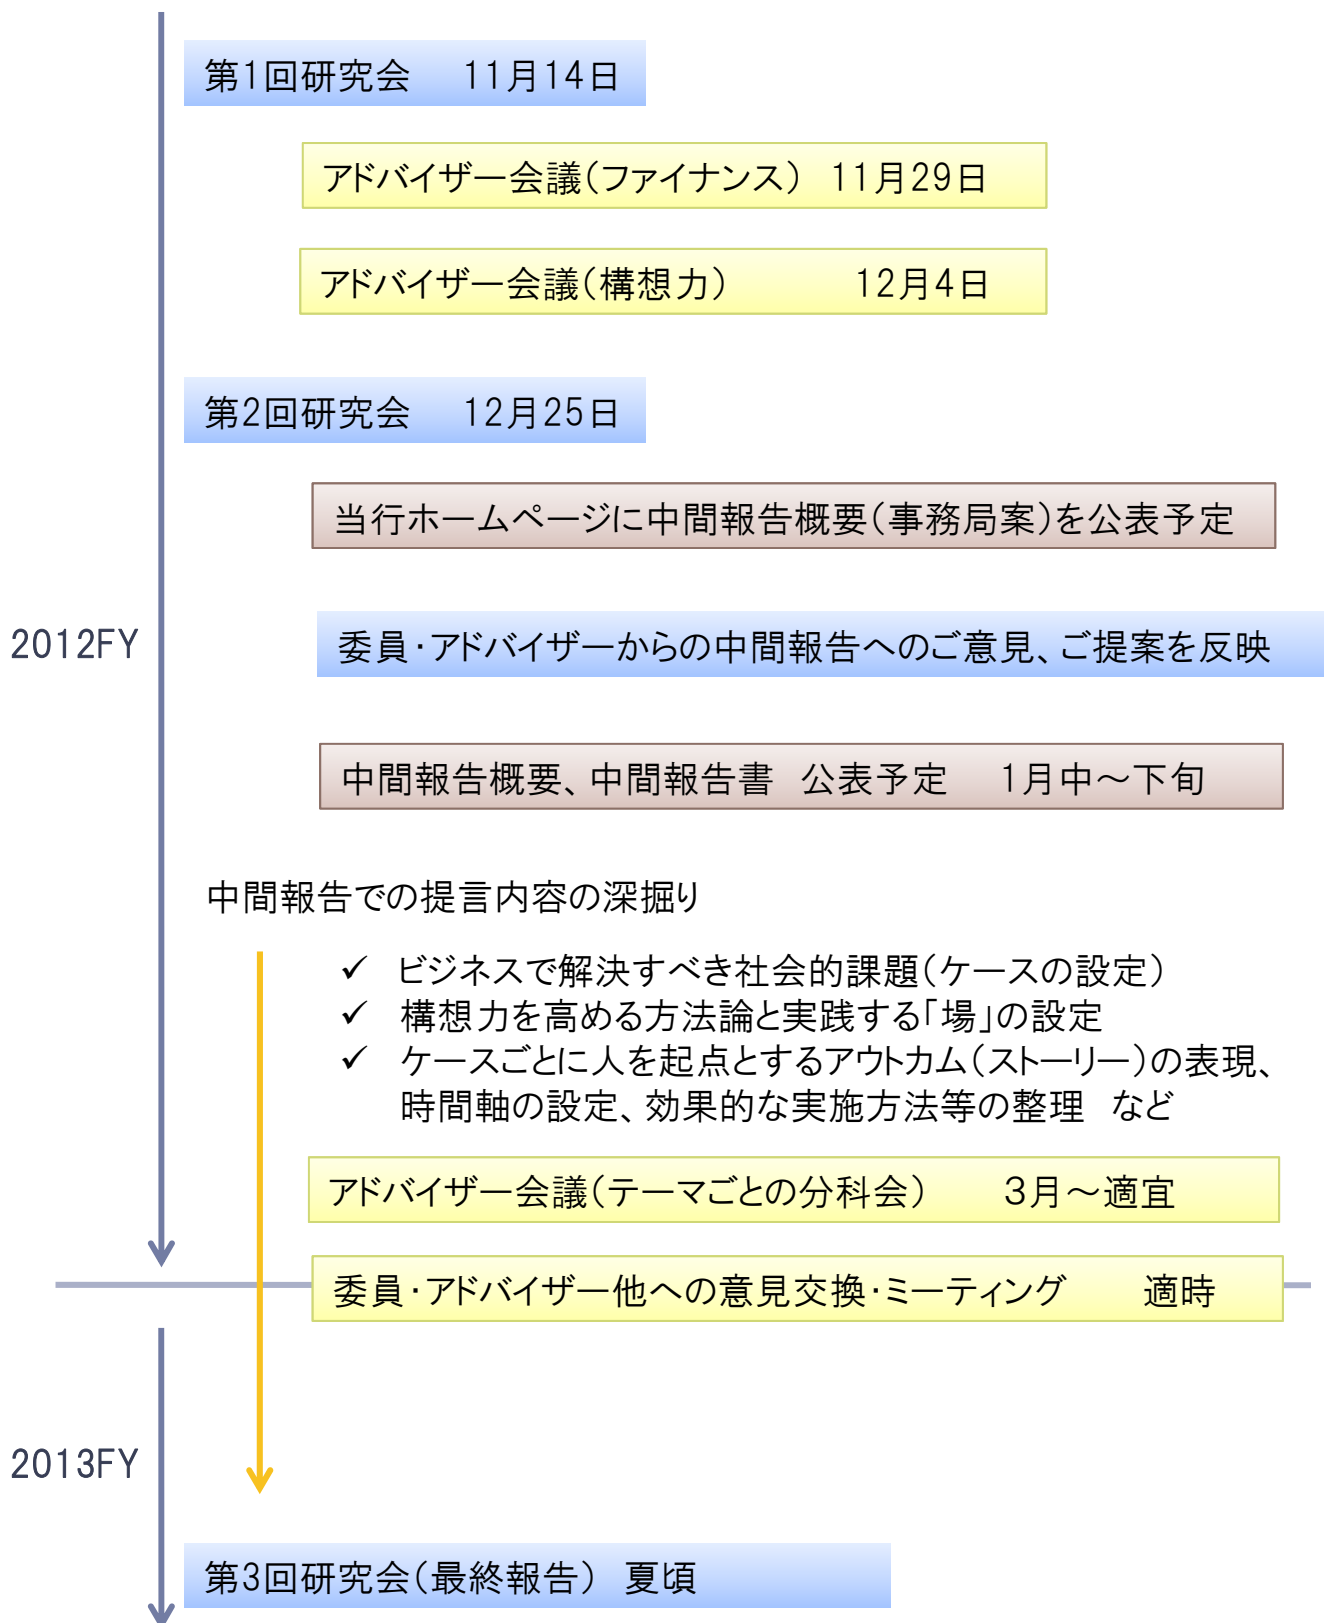 第1回研究会　11月14日
アドバイザー会議（ファイナンス）　11月29日
アドバイザー会議（構想力）　12月4日
第2回研究会　12月25日
当行ホームページに中間報告概要（事務局案）を公表予定
2012FY
委員・アドバイザーからの中間報告へのご意見、ご提案を反映
中間報告概要、中間報告書　公表予定　1月中～下旬
中間報告での提言内容の深掘り
✓ ビジネスで解決すべき社会的課題（ケースの設定）
✓ 構想力を高める方法論と実践する「場」の設定
✓ ケースごとに人を起点とするアウトカム（ストーリー）の表現、
時間軸の設定、効果的な実施方法等の整理　など
アドバイザー会議（テーマごとの分科会）　３月～適宜
委員・アドバイザー他への意見交換・ミーティング　適時
2013FY
第3回研究会（最終報告）　夏頃